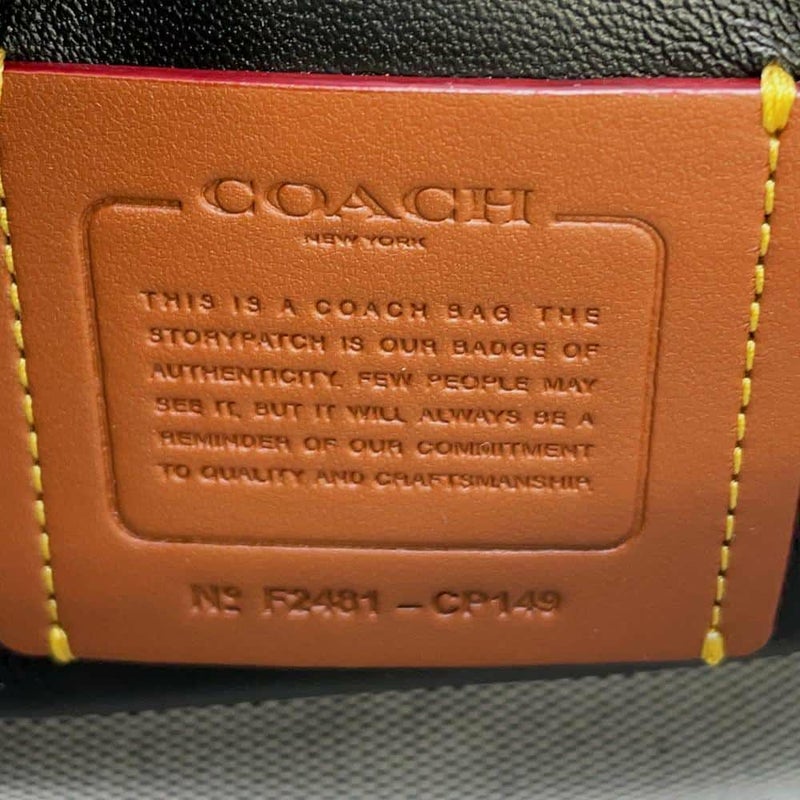 COACH
NEW YORK
THIS IS A COACH BAG THE
STORYPATCH IS OUR BADGE OF
AUTHENTICITY. FEW PEOPLE MAY
SEE IT, BUT IT WILL ALWAYS BE A
REMINDER OF OUR COMMITMENT
TO QUALITY AND CRAFTSMANSHIP.
Nº F2481 - CP149